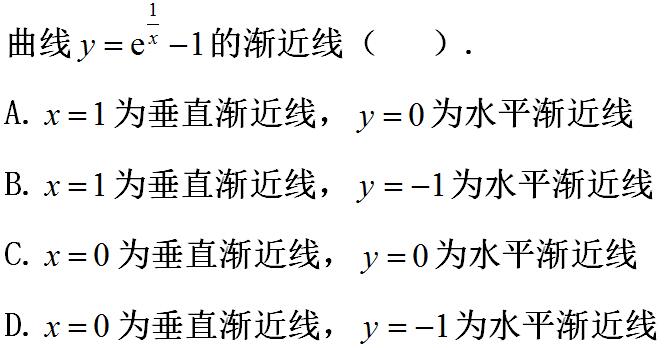 曲线 $y=\mathrm{e}^{\frac{1}{x}}-1$ 的渐近线（　　）.
A. $x=1$ 为垂直渐近线，$y=0$ 为水平渐近线
B. $x=1$ 为垂直渐近线，$y=-1$ 为水平渐近线
C. $x=0$ 为垂直渐近线，$y=0$ 为水平渐近线
D. $x=0$ 为垂直渐近线，$y=-1$ 为水平渐近线